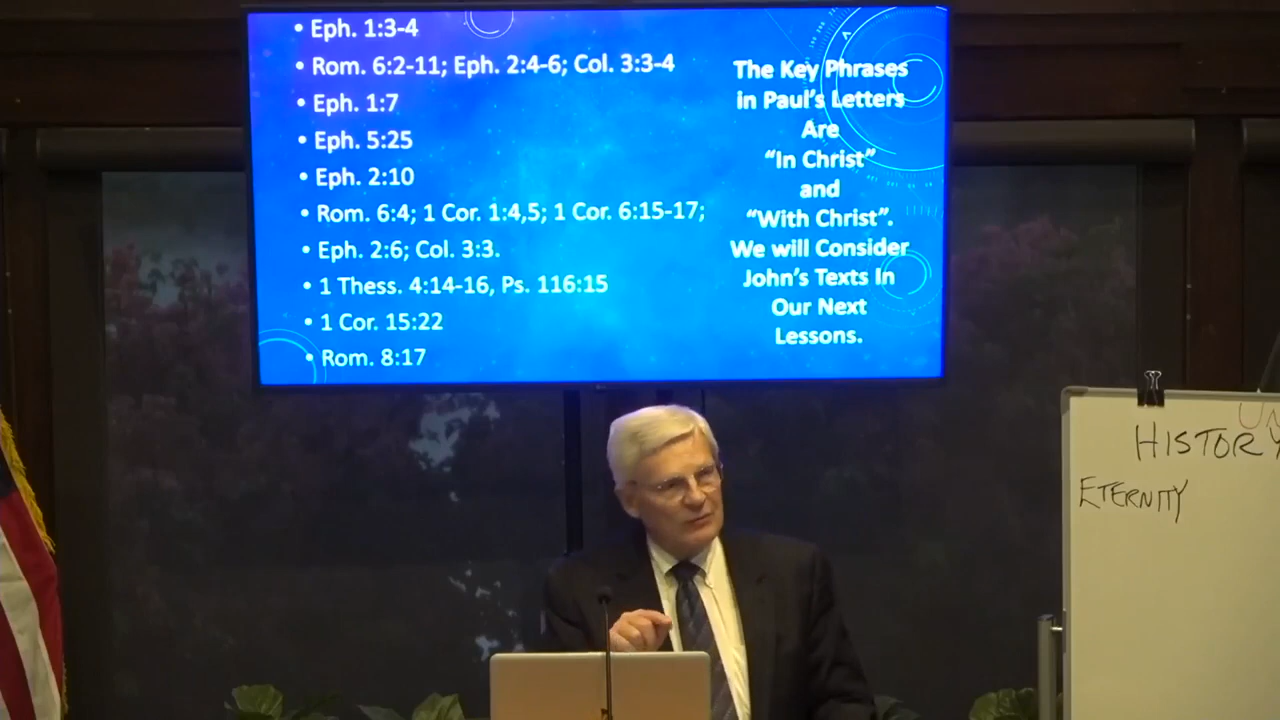 • Eph. 1:3-4
• Rom. 6:2-11; Eph. 2:4-6; Col. 3:3-4
• Eph. 1:7
• Eph. 5:25
• Eph. 2:10
• Rom. 6:4; 1 Cor. 1:4,5; 1 Cor. 6:15-17;
• Eph. 2:6; Col. 3:3.
• 1 Thess. 4:14-16, Ps. 116:15
• 1 Cor. 15:22
• Rom. 8:17
The Key Phrases
in Paul's Letters
Are
“In Christ”
and
“With Christ”.
We will Consider
John's Texts In
Our Next
Lessons.
HISTORY
ETERNITY